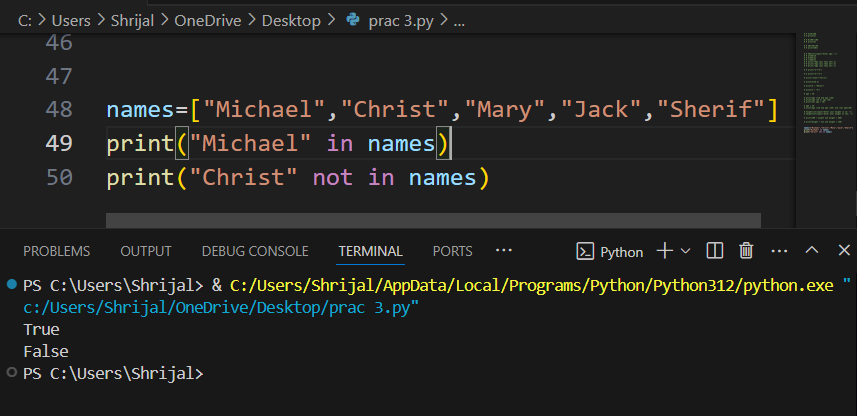 C: > Users > Shrijal > OneDrive > Desktop > prac 3.py > ...
46
47
48 names=["Michael","Christ","Mary","Jack","Sherif"]
49 print("Michael" in names)
50 print("Christ" not in names)
PROBLEMS OUTPUT DEBUG CONSOLE TERMINAL PORTS ... Python
PS C:\Users\Shrijal> & C:/Users/Shrijal/AppData/Local/Programs/Python/Python312/python.exe "
c:/Users/Shrijal/OneDrive/Desktop/prac 3.py"
True
False
PS C:\Users\Shrijal>